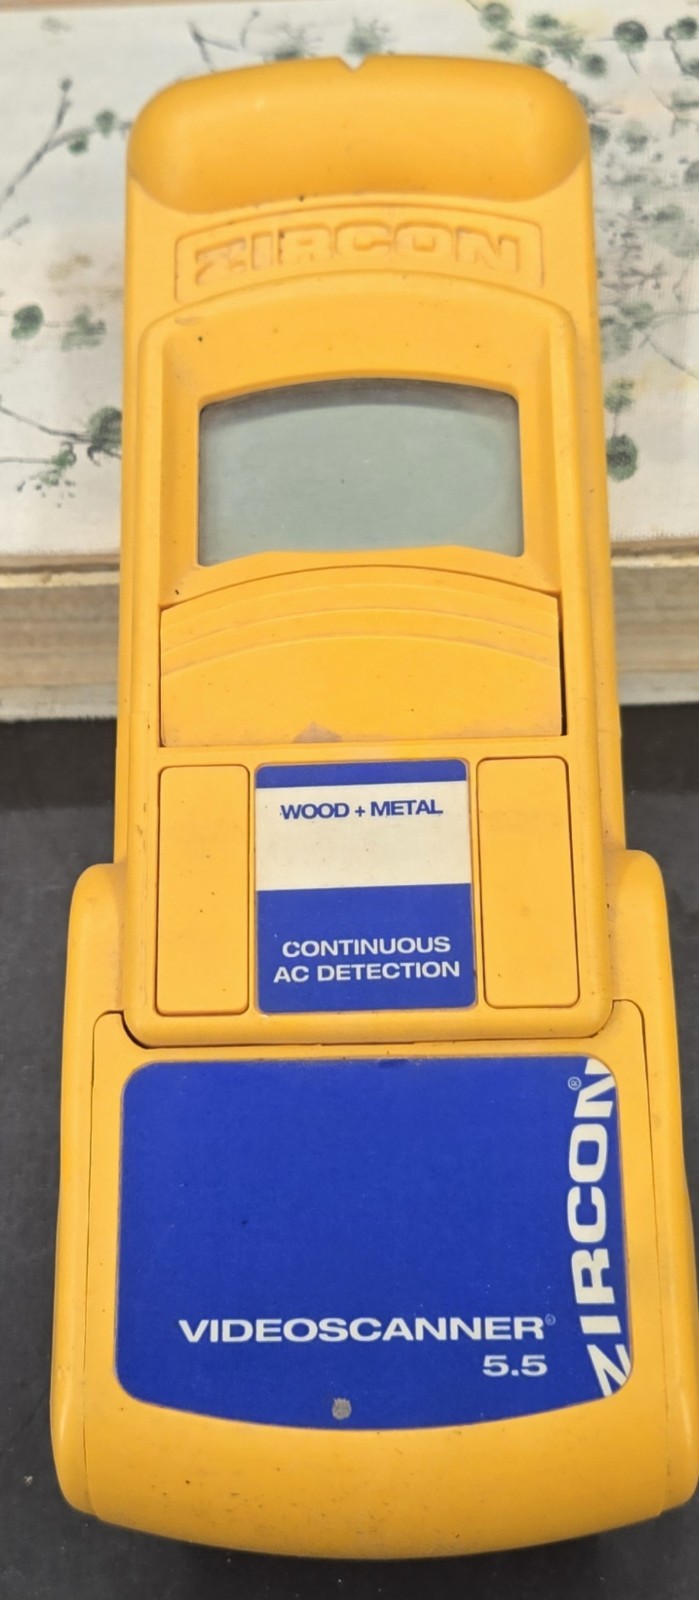 ZIRCON
WOOD + METAL
CONTINUOUS
AC DETECTION
ZIRCON®
VIDEOSCANNER®
5.5